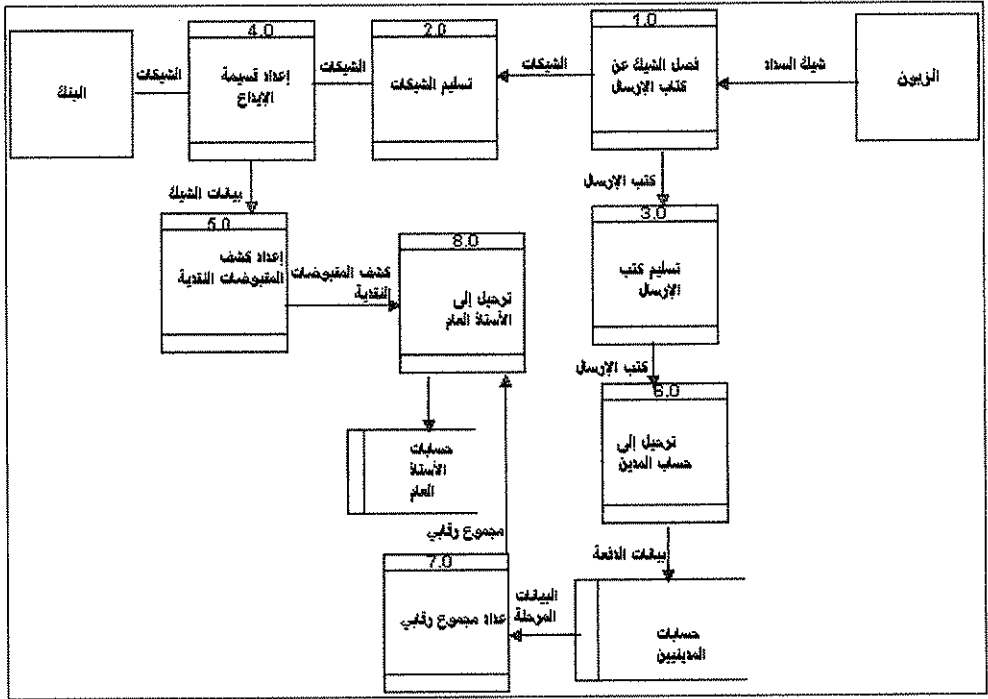 الزبون
شيك السداد
1.0
فصل الشيك عن
كتاب الإرسال
الشيكات
2.0
تسليم الشيكات
الشيكات
4.0
إعداد قسيمة
الإيداع
الشيكات
البنك
كتب الإرسال
بيانات الشيك
3.0
تسليم كتب
الإرسال
5.0
إعداد كشف
المقبوضات النقدية
كشف المقبوضات
النقدية
8.0
ترحيل إلى
الأستاذ العام
كتب الإرسال
6.0
ترحيل إلى
حساب المدين
حسابات
الأستاذ
العام
مجموع رقابي
بيانات الدفعة
7.0
عداد مجموع رقابي
البيانات
المرحلة
حسابات
المدينيين